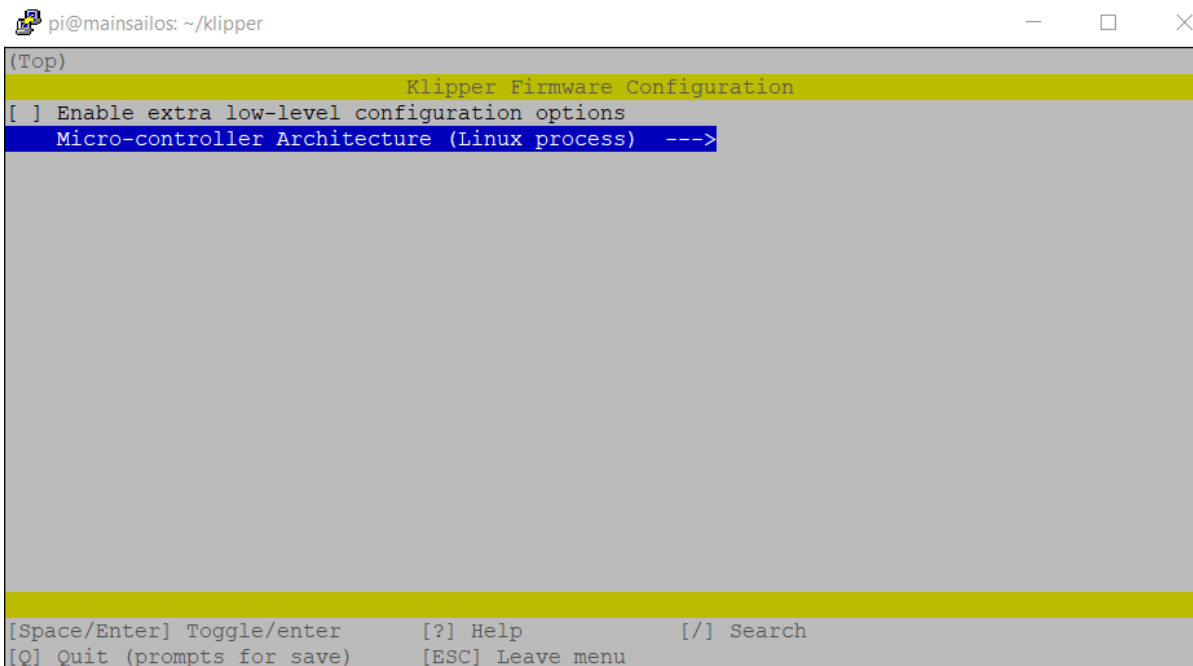 pi@mainsailos: ~/klipper
(Top)
Klipper Firmware Configuration
[ ] Enable extra low-level configuration options
Micro-controller Architecture (Linux process)  --->
[Space/Enter] Toggle/enter [?] Help [/] Search
[Q] Quit (prompts for save) [ESC] Leave menu